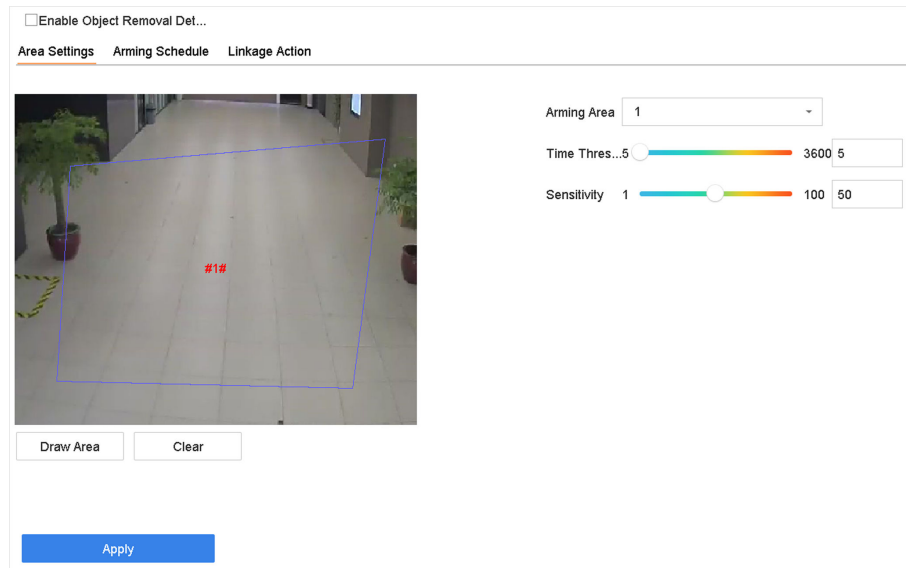 Enable Object Removal Det...
Area Settings Arming Schedule Linkage Action
Arming Area 1
Time Thres...5 3600 5
Sensitivity 1 100 50
#1#
Draw Area Clear
Apply